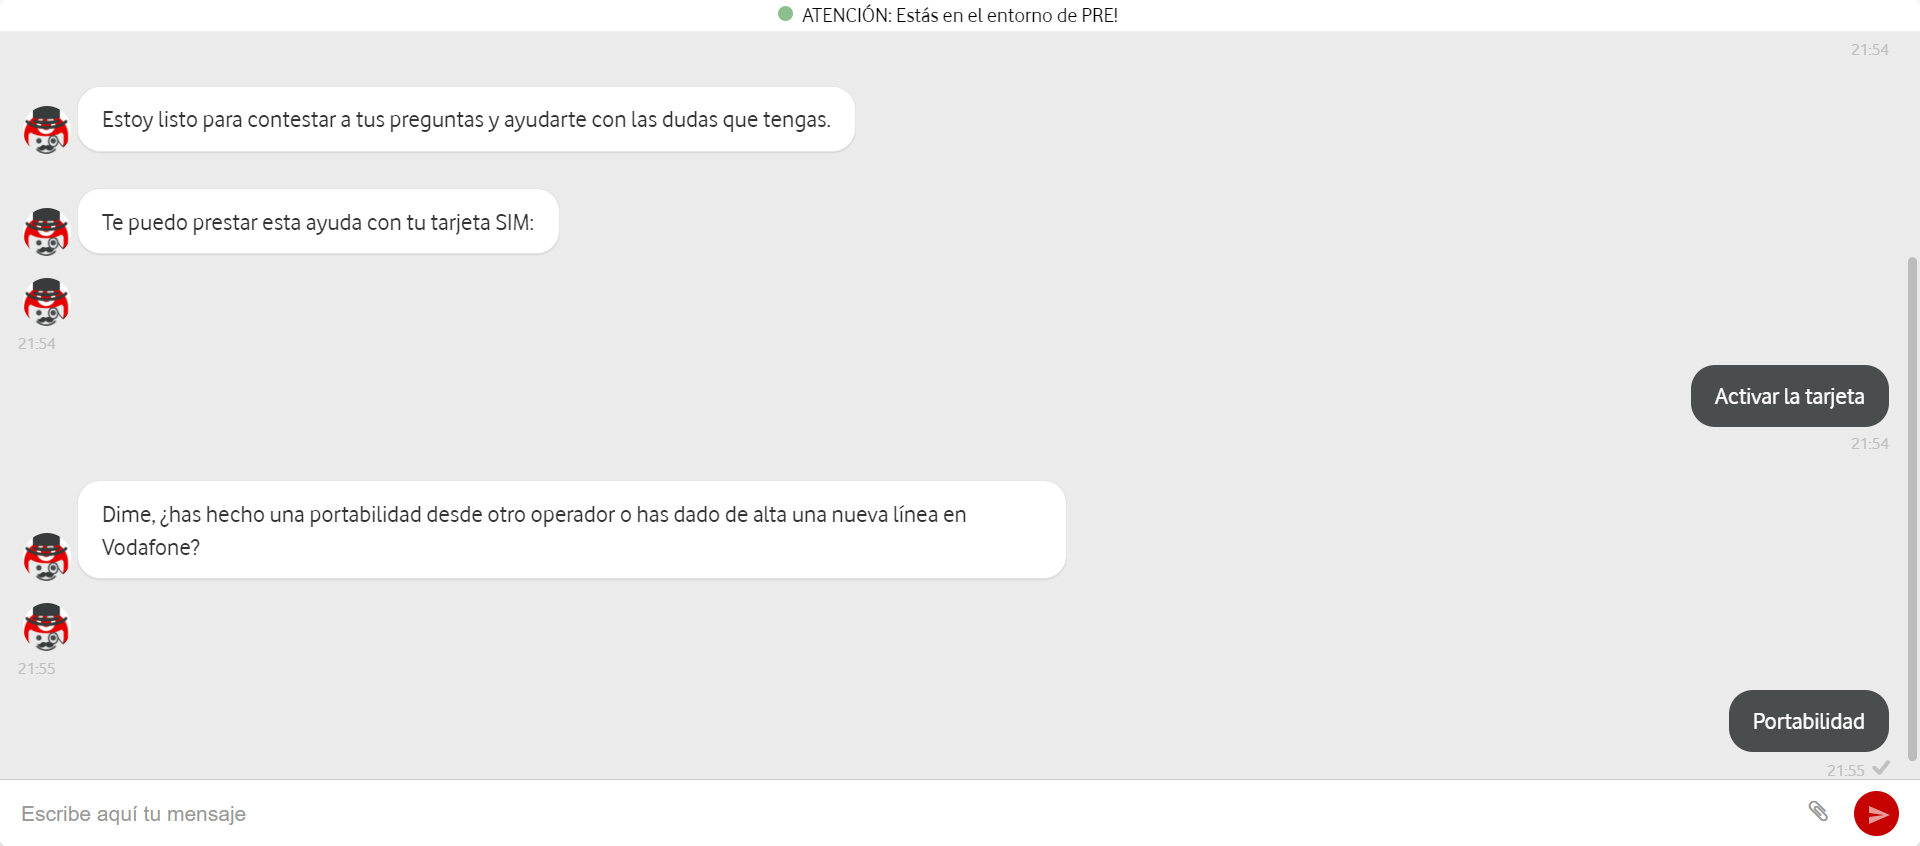 ATENCIÓN: Estás en el entorno de PRE!
21:54
Estoy listo para contestar a tus preguntas y ayudarte con las dudas que tengas.
Te puedo prestar esta ayuda con tu tarjeta SIM:
21:54
Activar la tarjeta
21:54
Dime, ¿has hecho una portabilidad desde otro operador o has dado de alta una nueva línea en
Vodafone?
21:55
Portabilidad
21:55
Escribe aquí tu mensaje